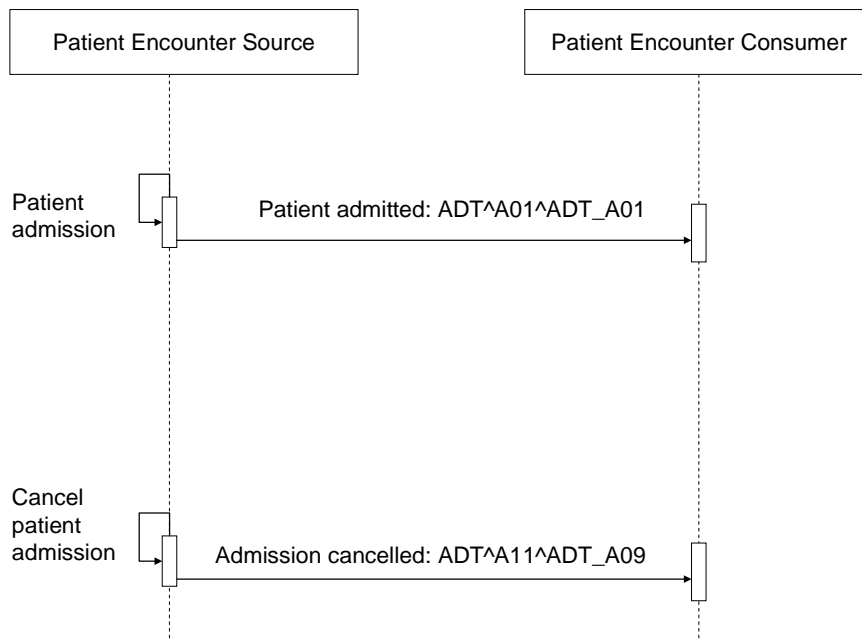 Patient Encounter Source
Patient Encounter Consumer
Patient
admission
Patient admitted: ADT^A01^ADT_A01
Cancel
patient
admission
Admission cancelled: ADT^A11^ADT_A09